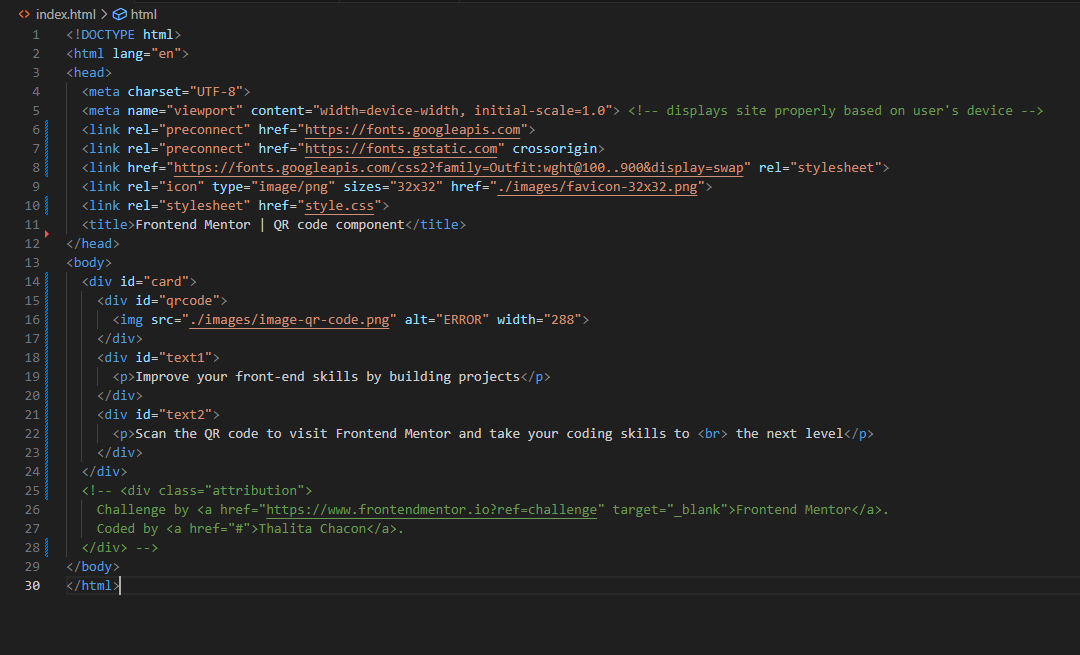 index.html > html
1 <!DOCTYPE html>
2 <html lang="en">
3 <head>
4   <meta charset="UTF-8">
5   <meta name="viewport" content="width=device-width, initial-scale=1.0"> <!-- displays site properly based on user's device -->
6   <link rel="preconnect" href="https://fonts.googleapis.com">
7   <link rel="preconnect" href="https://fonts.gstatic.com" crossorigin>
8   <link href="https://fonts.googleapis.com/css2?family=Outfit:wght@100..900&display=swap" rel="stylesheet">
9   <link rel="icon" type="image/png" sizes="32x32" href="./images/favicon-32x32.png">
10   <link rel="stylesheet" href="style.css">
11   <title>Frontend Mentor | QR code component</title>
12 </head>
13 <body>
14   <div id="card">
15     <div id="qrcode">
16       <img src="./images/image-qr-code.png" alt="ERROR" width="288">
17     </div>
18     <div id="text1">
19       <p>Improve your front-end skills by building projects</p>
20     </div>
21     <div id="text2">
22       <p>Scan the QR code to visit Frontend Mentor and take your coding skills to <br> the next level</p>
23     </div>
24   </div>
25   <!-- <div class="attribution">
26     Challenge by <a href="https://www.frontendmentor.io?ref=challenge" target="_blank">Frontend Mentor</a>.
27     Coded by <a href="#">Thalita Chacon</a>.
28   </div> -->
29 </body>
30 </html>